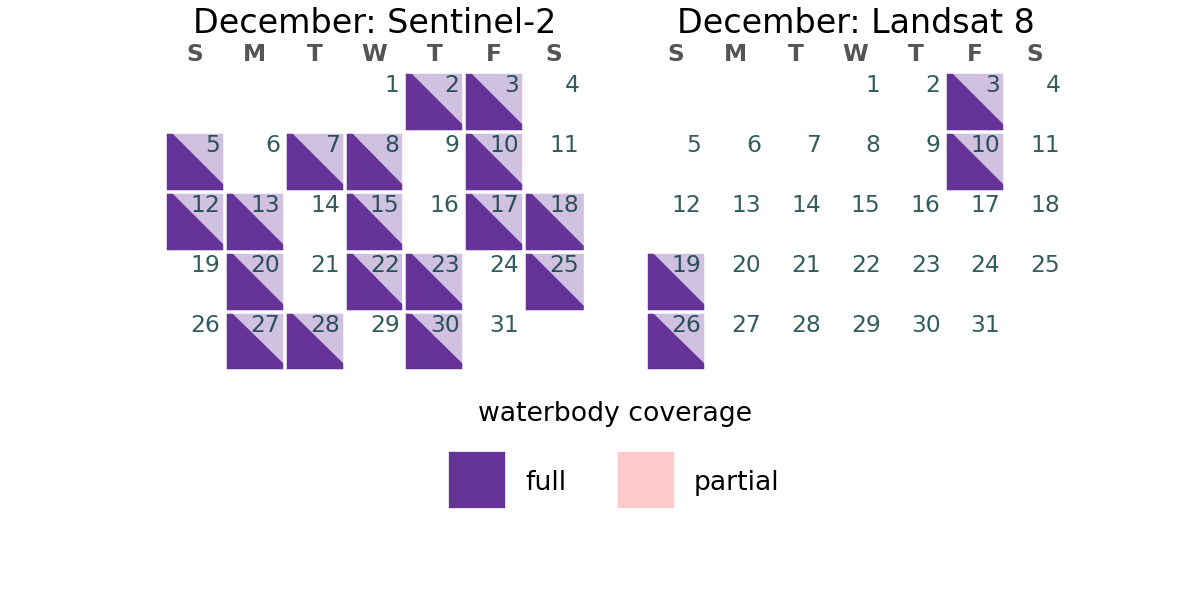 December: Sentinel-2
S M T W T F S
1 2 3 4
5 6 7 8 9 10 11
12 13 14 15 16 17 18
19 20 21 22 23 24 25
26 27 28 29 30 31
December: Landsat 8
S M T W T F S
1 2 3 4
5 6 7 8 9 10 11
12 13 14 15 16 17 18
19 20 21 22 23 24 25
26 27 28 29 30 31
waterbody coverage
full partial